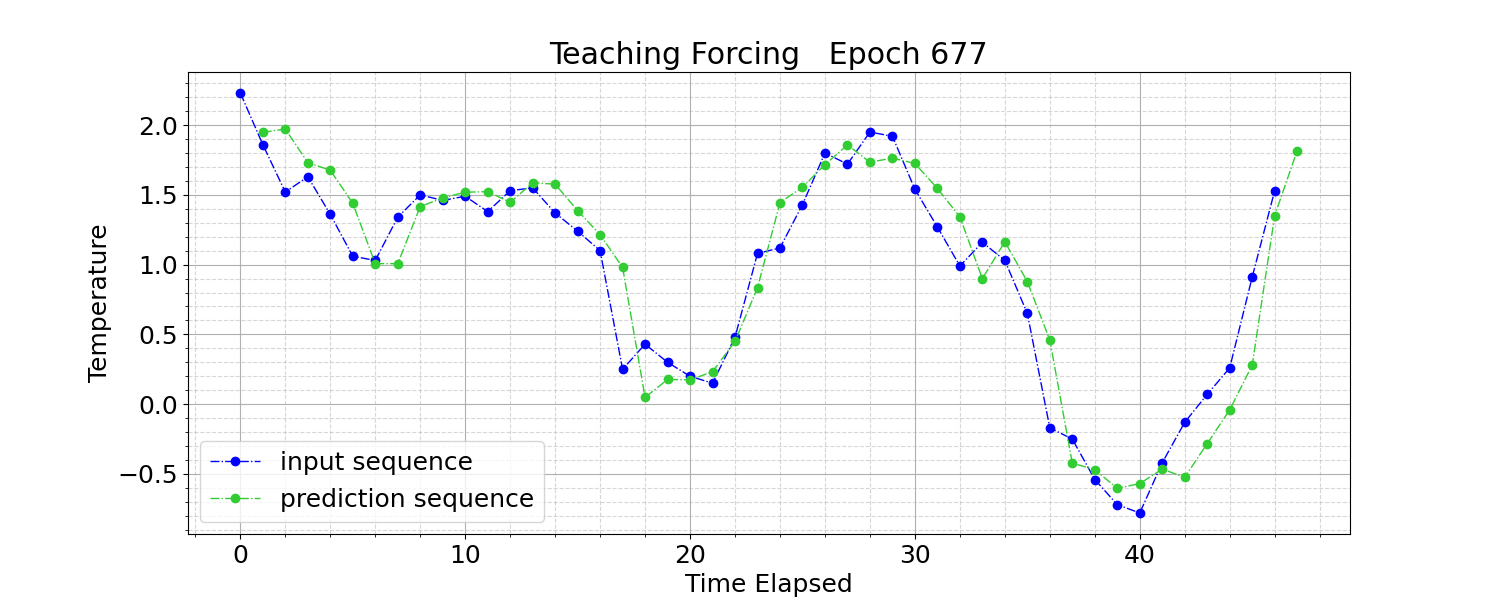 Teaching Forcing   Epoch 677
2.0
1.5
1.0
0.5
0.0
−0.5
Temperature
input sequence
prediction sequence
0 10 20 30 40
Time Elapsed